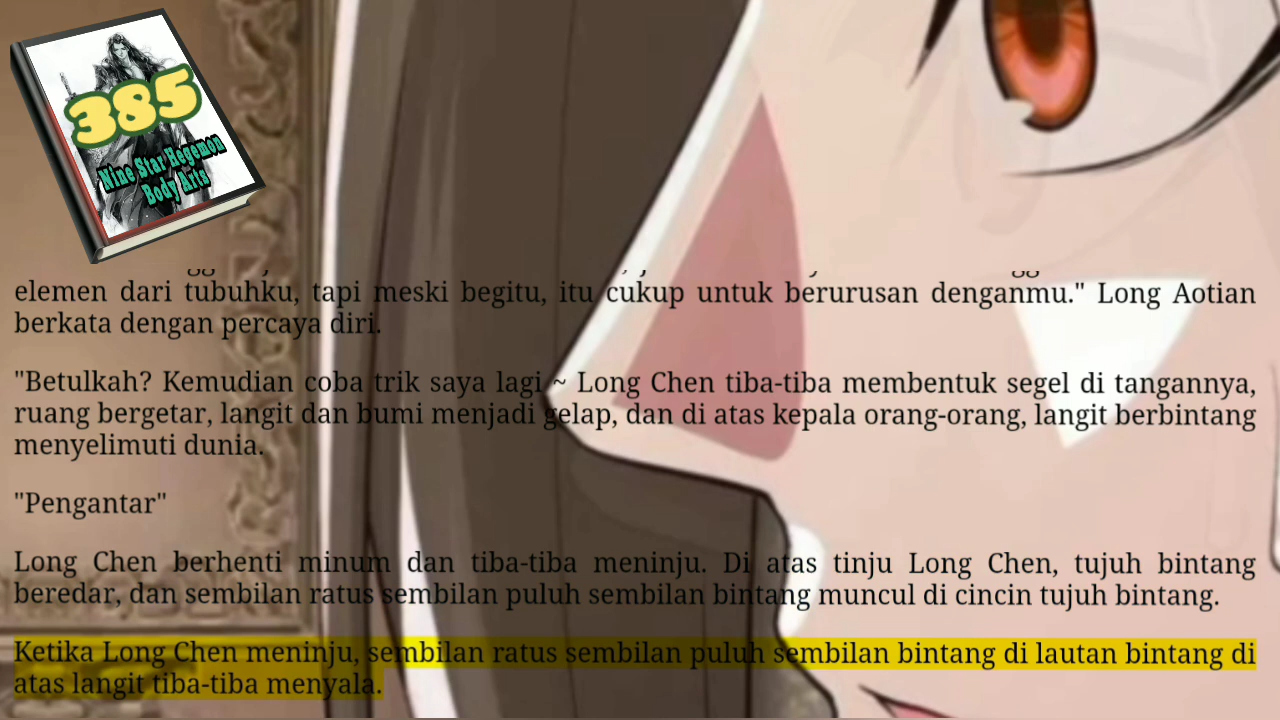 385
Nine Star Hegemon
Body Arts
elemen dari tubuhku, tapi meski begitu, itu cukup untuk berurusan denganmu." Long Aotian
berkata dengan percaya diri.
"Betulkah? Kemudian coba trik saya lagi ~ Long Chen tiba-tiba membentuk segel di tangannya,
ruang bergetar, langit dan bumi menjadi gelap, dan di atas kepala orang-orang, langit berbintang
menyelimuti dunia.
"Pengantar"
Long Chen berhenti minum dan tiba-tiba meninju. Di atas tinju Long Chen, tujuh bintang
beredar, dan sembilan ratus sembilan puluh sembilan bintang muncul di cincin tujuh bintang.
Ketika Long Chen meninju, sembilan ratus sembilan puluh sembilan bintang di lautan bintang di
atas langit tiba-tiba menyala.